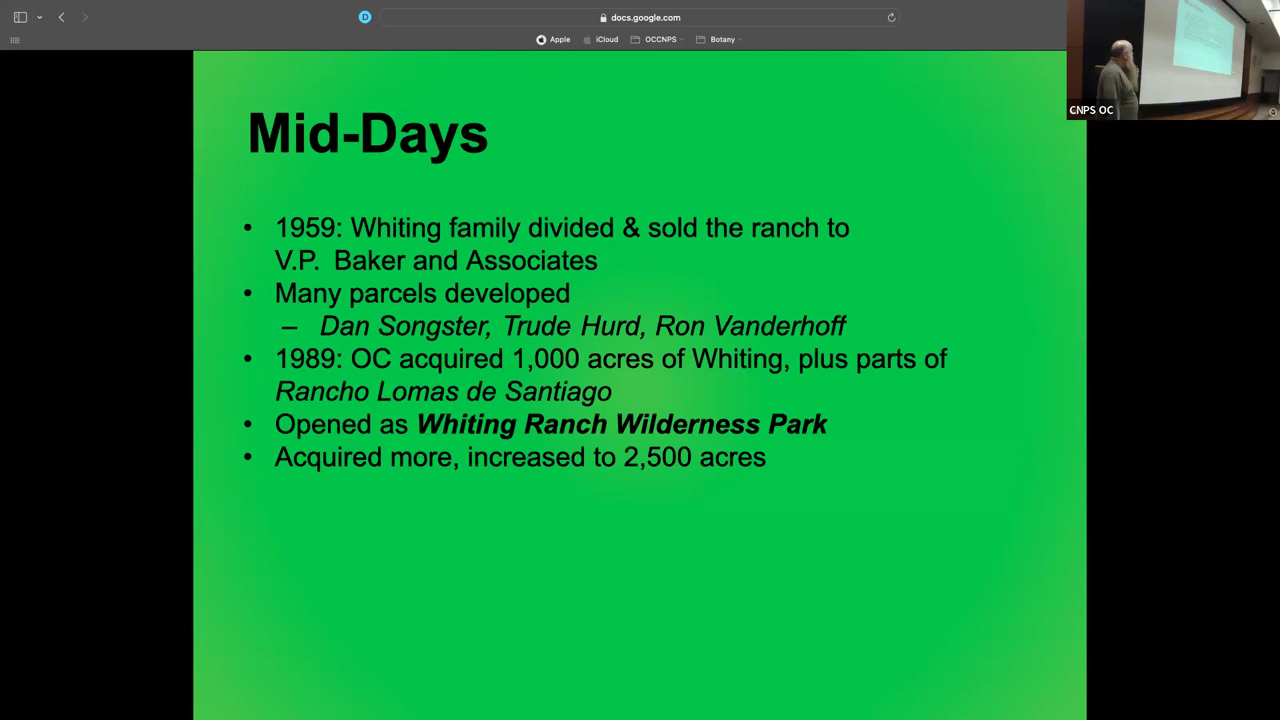 docs.google.com
Apple
iCloud
OCCNPS
Botany
CNPS OC
Mid-Days
• 1959: Whiting family divided & sold the ranch to
V.P. Baker and Associates
• Many parcels developed
– Dan Songster, Trude Hurd, Ron Vanderhoff
• 1989: OC acquired 1,000 acres of Whiting, plus parts of
Rancho Lomas de Santiago
• Opened as Whiting Ranch Wilderness Park
• Acquired more, increased to 2,500 acres